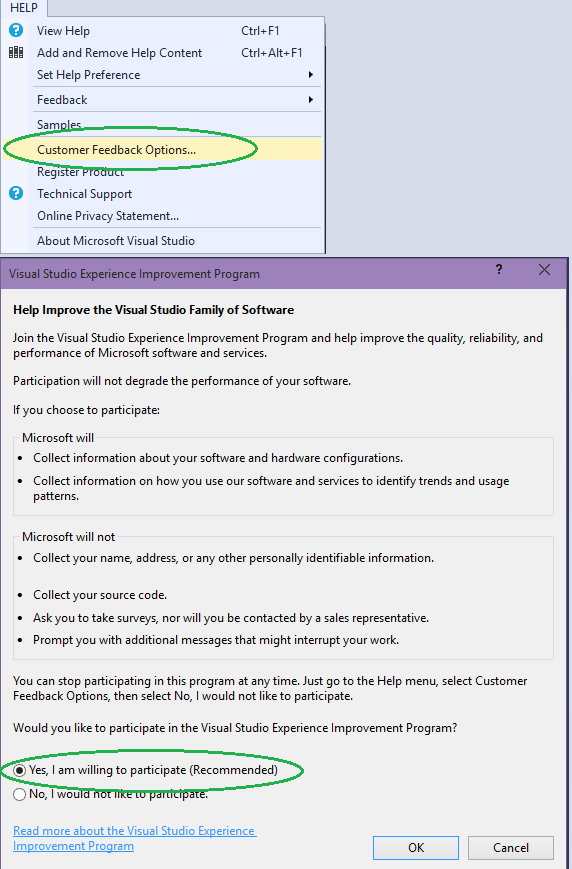 HELP
View Help Ctrl+F1
Add and Remove Help Content Ctrl+Alt+F1
Set Help Preference
Feedback
Samples
Customer Feedback Options...
Register Product
Technical Support
Online Privacy Statement...
About Microsoft Visual Studio
Visual Studio Experience Improvement Program ?
Help Improve the Visual Studio Family of Software
Join the Visual Studio Experience Improvement Program and help improve the quality, reliability, and
performance of Microsoft software and services.
Participation will not degrade the performance of your software.
If you choose to participate:
Microsoft will
• Collect information about your software and hardware configurations.
• Collect information on how you use our software and services to identify trends and usage
patterns.
Microsoft will not
• Collect your name, address, or any other personally identifiable information.
• Collect your source code.
• Ask you to take surveys, nor will you be contacted by a sales representative.
• Prompt you with additional messages that might interrupt your work.
You can stop participating in this program at any time. Just go to the Help menu, select Customer
Feedback Options, then select No, I would not like to participate.
Would you like to participate in the Visual Studio Experience Improvement Program?
Yes, I am willing to participate (Recommended)
No, I would not like to participate.
Read more about the Visual Studio Experience
Improvement Program
OK Cancel